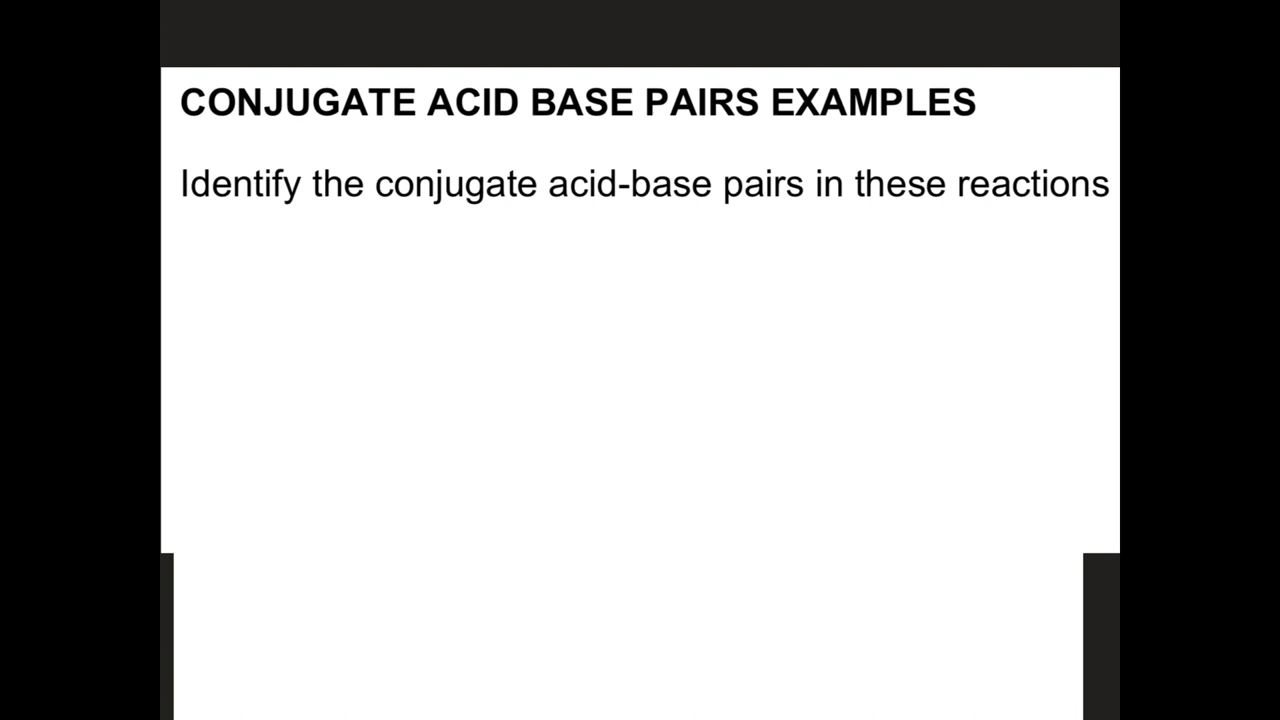 CONJUGATE ACID BASE PAIRS EXAMPLES
Identify the conjugate acid-base pairs in these reactions